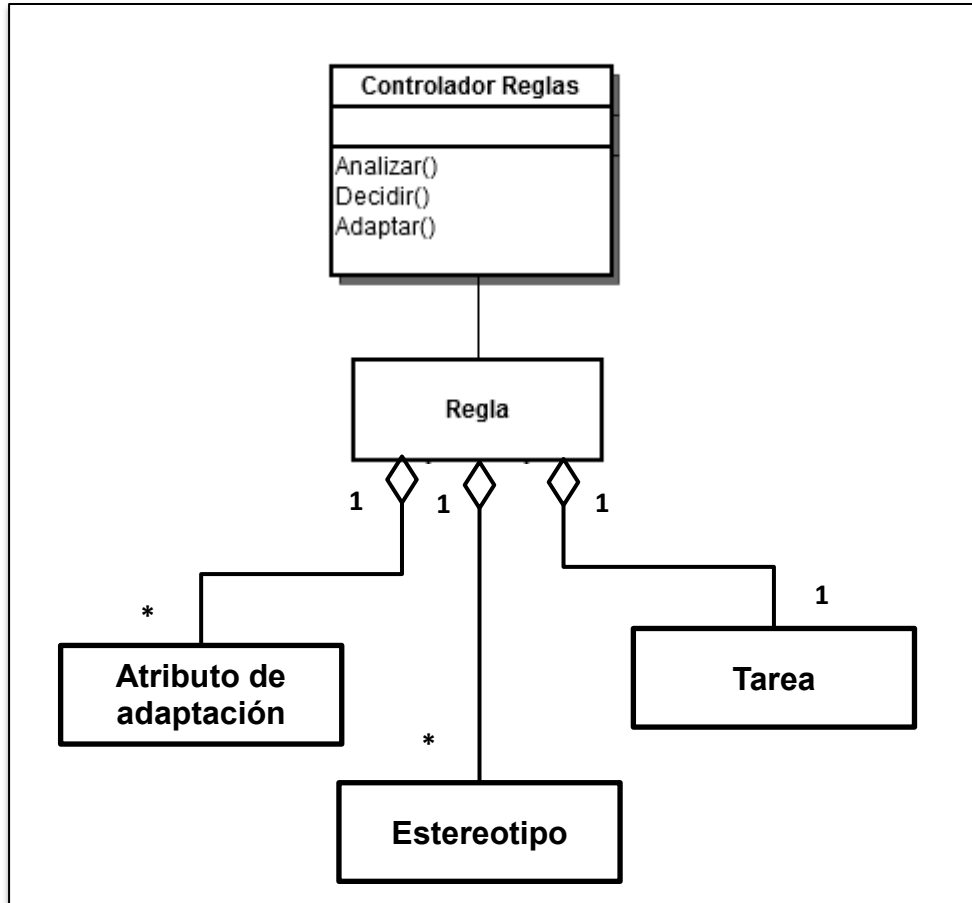 Controlador Reglas
Analizar()
Decidir()
Adaptar()
Regla
1
1
1
*
1
Atributo de
adaptación
Tarea
*
Estereotipo